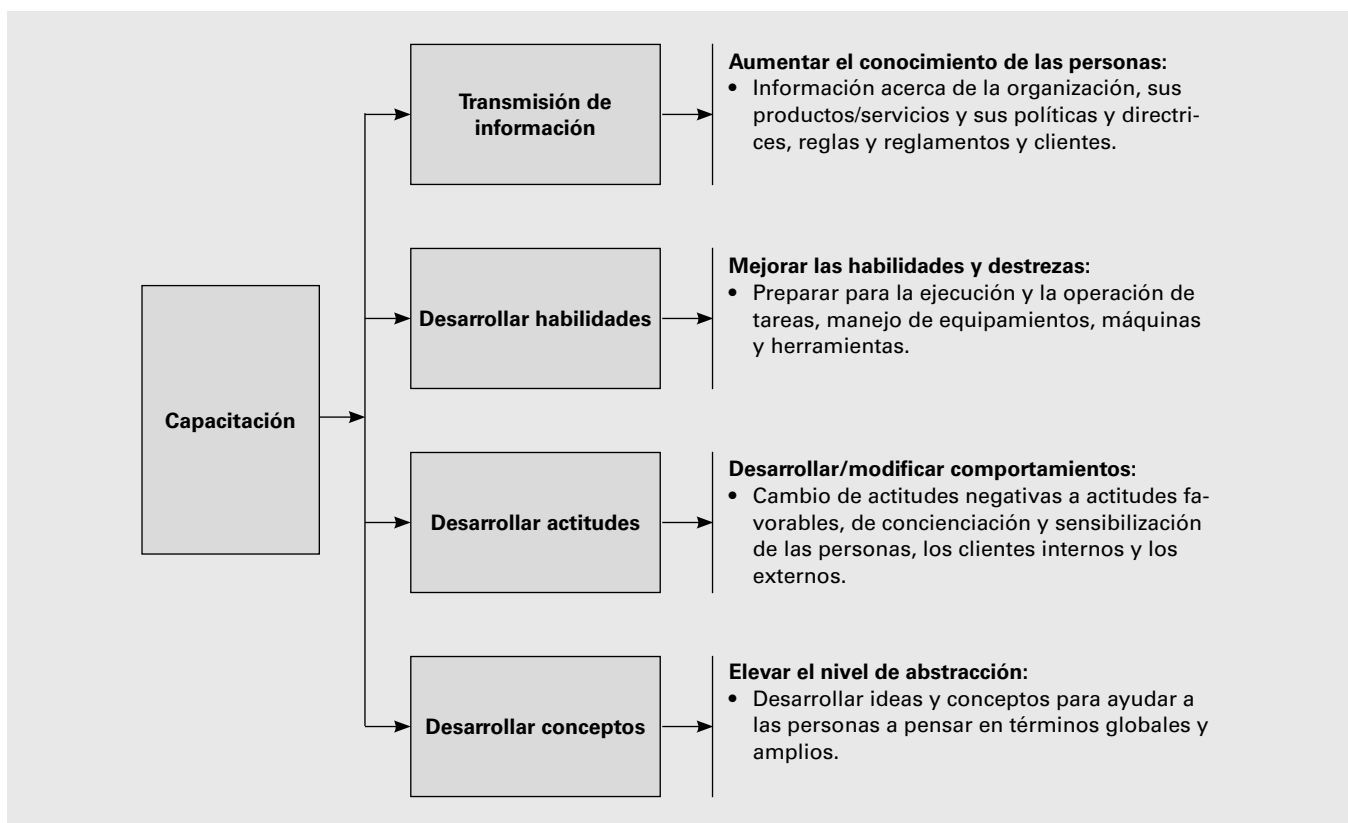 Capacitación
Transmisión de
información
Aumentar el conocimiento de las personas:
• Información acerca de la organización, sus
productos/servicios y sus políticas y directri-
ces, reglas y reglamentos y clientes.
Desarrollar habilidades
Mejorar las habilidades y destrezas:
• Preparar para la ejecución y la operación de
tareas, manejo de equipamientos, máquinas
y herramientas.
Desarrollar actitudes
Desarrollar/modificar comportamientos:
• Cambio de actitudes negativas a actitudes fa-
vorables, de concienciación y sensibilización
de las personas, los clientes internos y los
externos.
Desarrollar conceptos
Elevar el nivel de abstracción:
• Desarrollar ideas y conceptos para ayudar a
las personas a pensar en términos globales y
amplios.